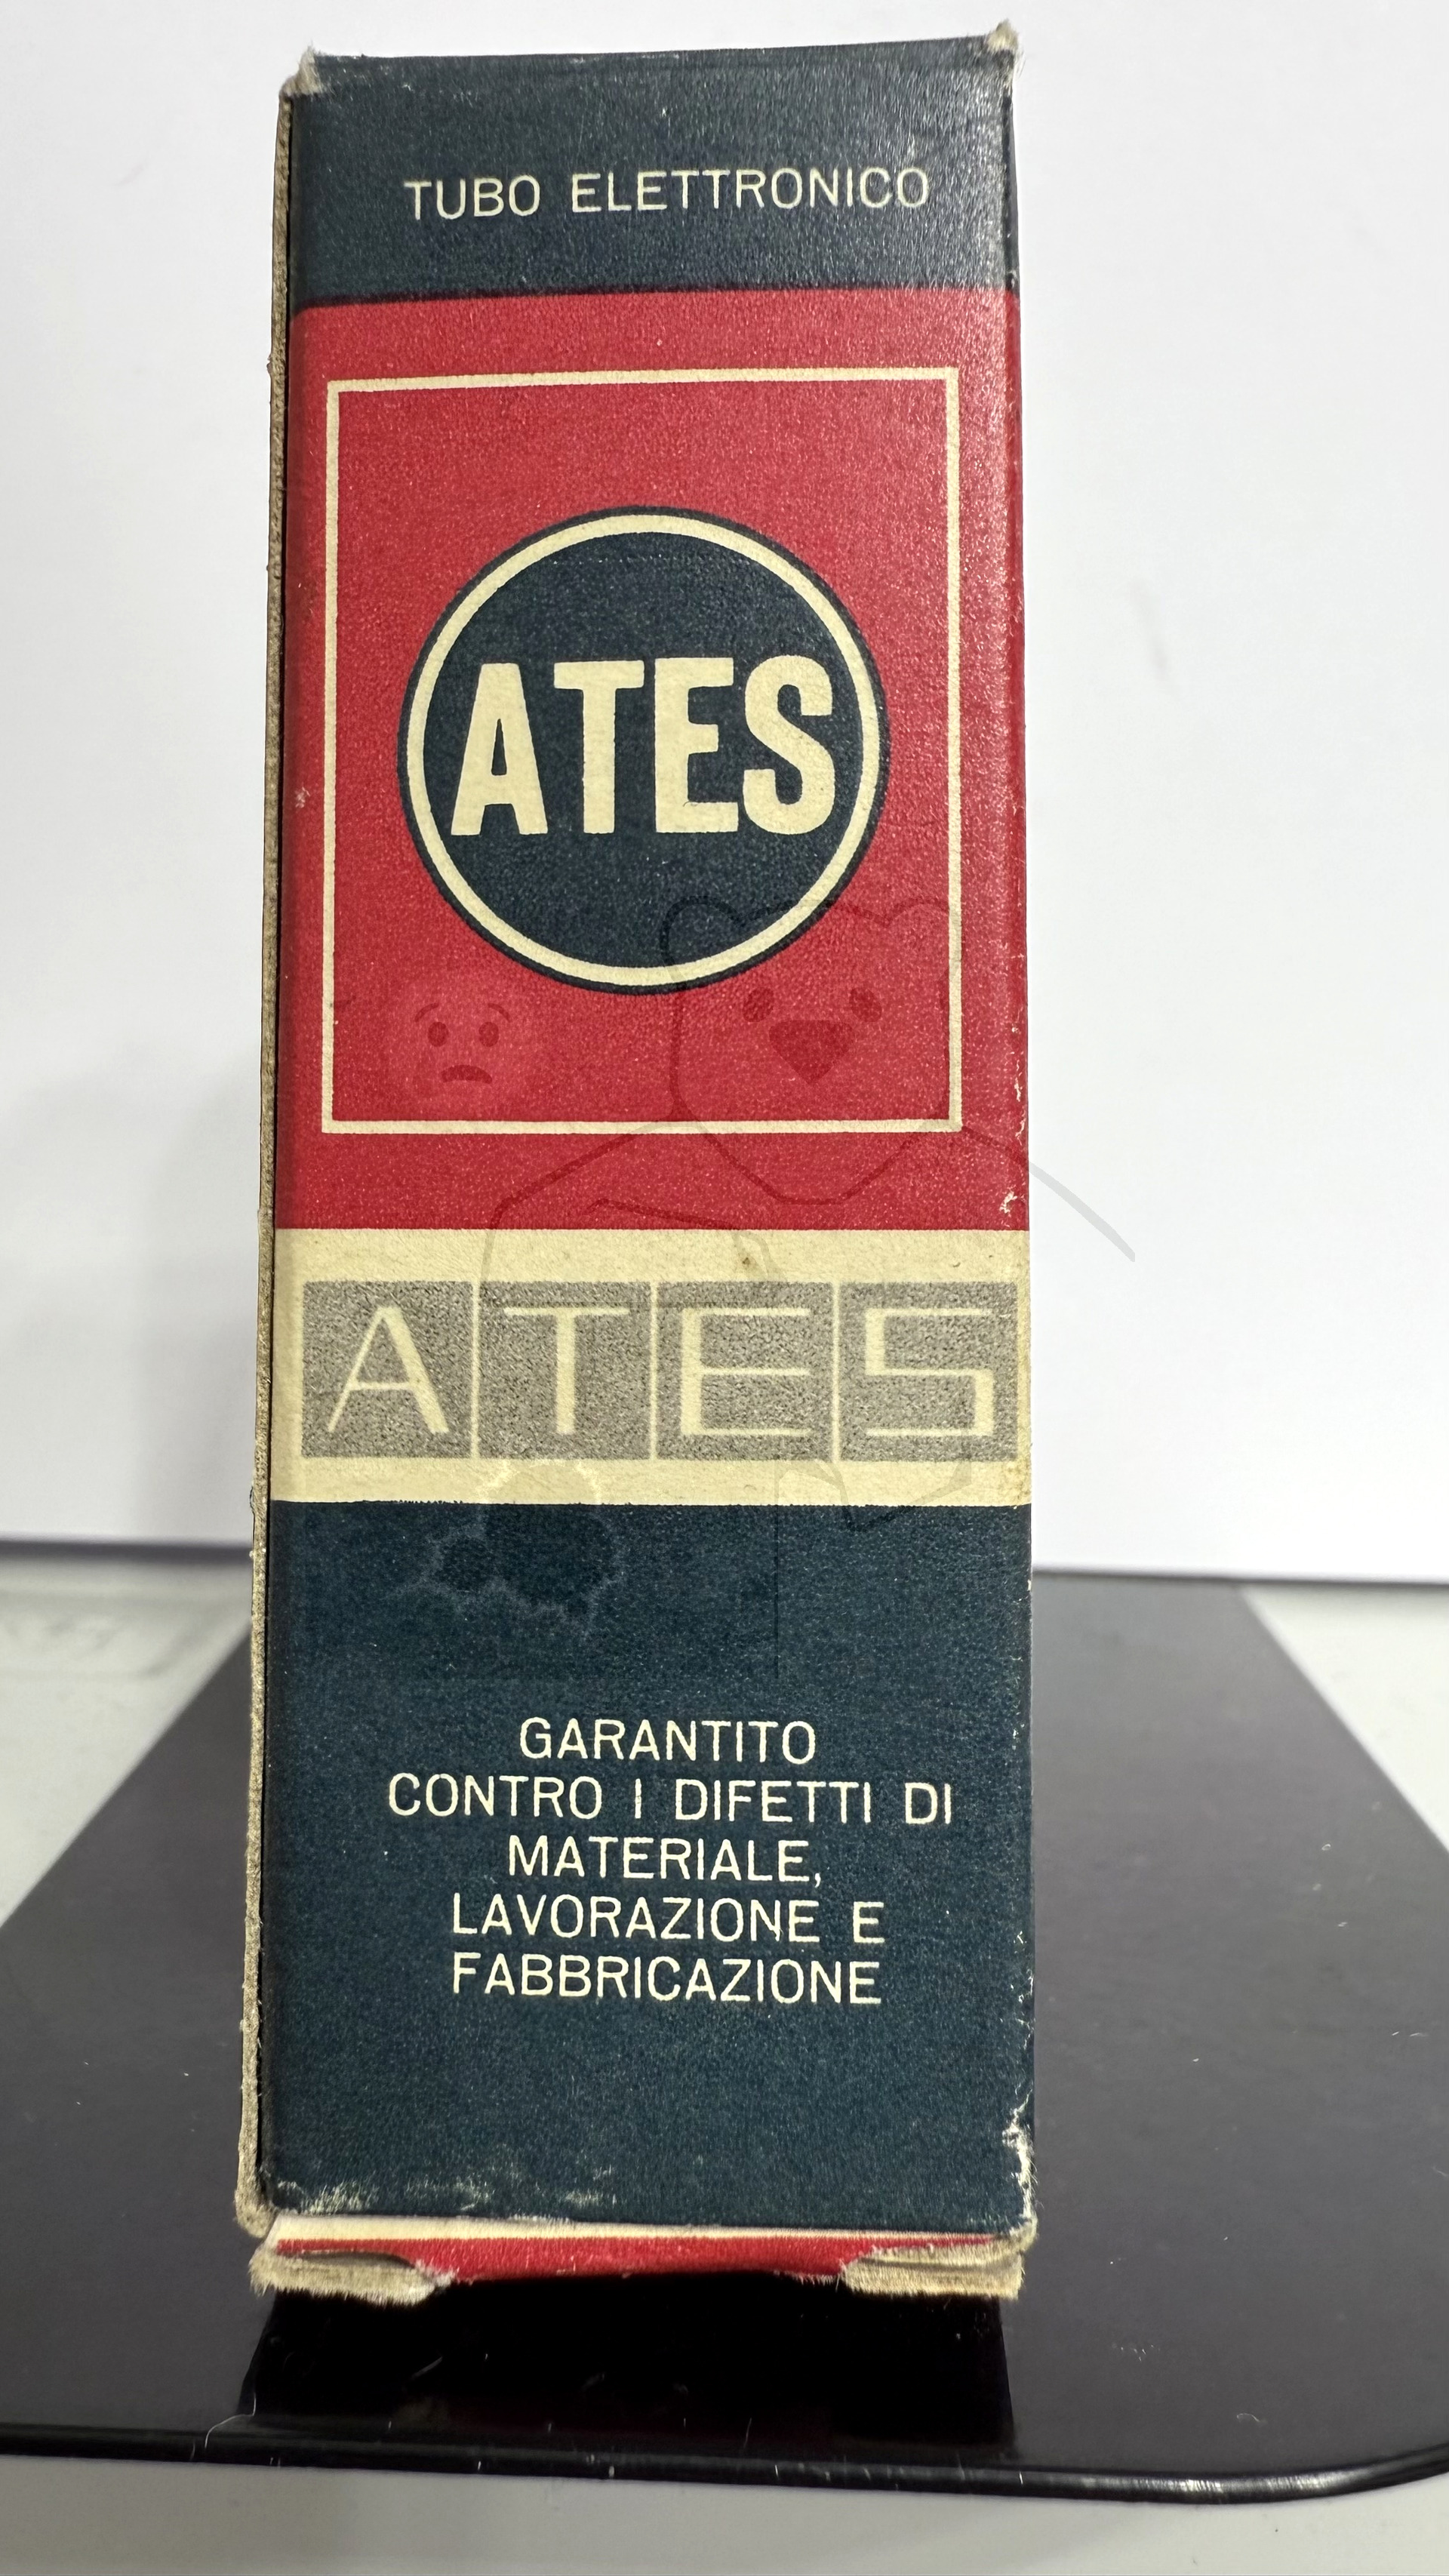 TUBO ELETTRONICO
ATES
ATES
GARANTITO
CONTRO I DIFETTI DI
MATERIALE,
LAVORAZIONE E
FABBRICAZIONE